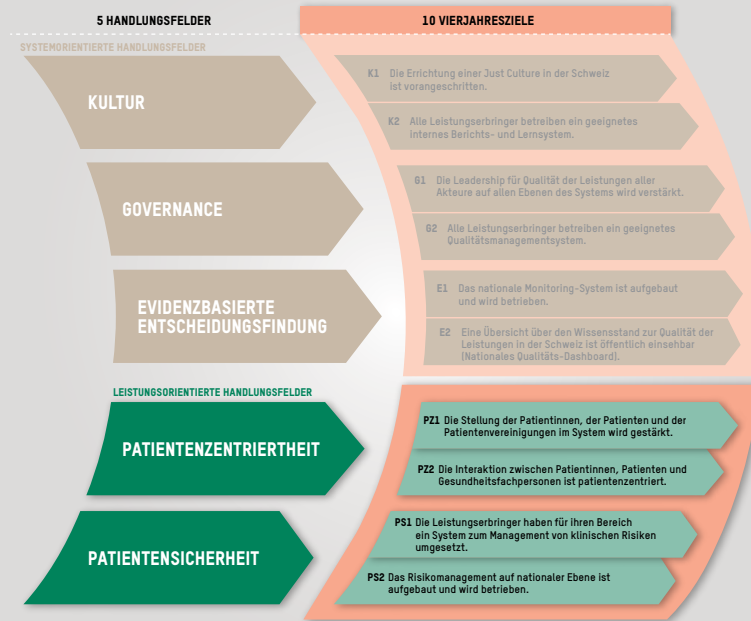 5 HANDLUNGSFELDER
10 VIERJAHRESZIELE
SYSTEMORIENTIERTE HANDLUNGSFELDER
KULTUR
K1 Die Errichtung einer Just Culture in der Schweiz
ist vorangeschritten.
K2 Alle Leistungserbringer betreiben ein geeignetes
internes Berichts- und Lernsystem.
GOVERNANCE
G1 Die Leadership für Qualität der Leistungen aller
Akteure auf allen Ebenen des Systems wird verstärkt.
G2 Alle Leistungserbringer betreiben ein geeignetes
Qualitätsmanagementsystem.
EVIDENZBASIERTE
ENTSCHEIDUNGSFINDUNG
E1 Das nationale Monitoring-System ist aufgebaut
und wird betrieben.
E2 Eine Übersicht über den Wissensstand zur Qualität der
Leistungen in der Schweiz ist öffentlich einsehbar
(Nationales Qualitäts-Dashboard).
LEISTUNGSORIENTIERTE HANDLUNGSFELDER
PATIENTENZENTRIERTHEIT
PZ1 Die Stellung der Patientinnen, der Patienten und der
Patientenvereinigungen im System wird gestärkt.
PZ2 Die Interaktion zwischen Patientinnen, Patienten und
Gesundheitsfachpersonen ist patientenzentriert.
PATIENTENSICHERHEIT
PS1 Die Leistungserbringer haben für ihren Bereich
ein System zum Management von klinischen Risiken
umgesetzt.
PS2 Das Risikomanagement auf nationaler Ebene ist
aufgebaut und wird betrieben.